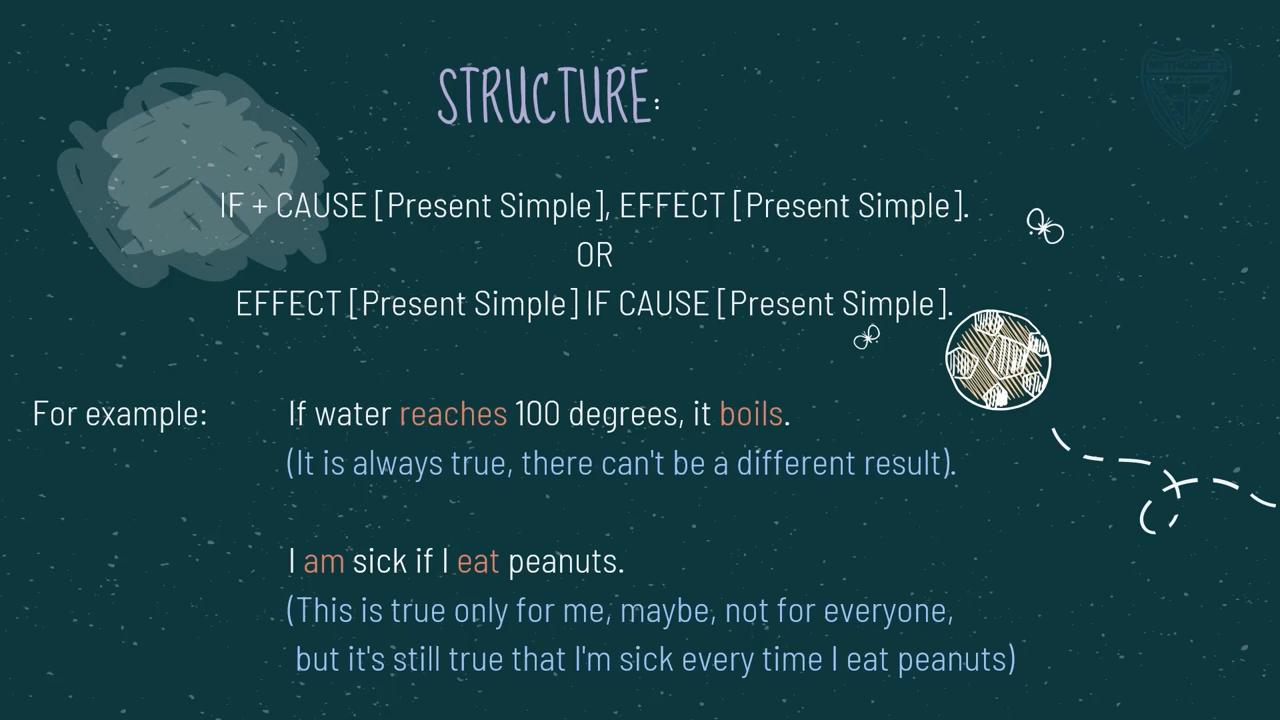 METHODIST
STRUCTURE:
IF + CAUSE [Present Simple], EFFECT [Present Simple].
OR
EFFECT [Present Simple] IF CAUSE [Present Simple].
For example: If water reaches 100 degrees, it boils.
(It is always true, there can't be a different result).
I am sick if I eat peanuts.
(This is true only for me, maybe, not for everyone,
but it's still true that I'm sick every time I eat peanuts)